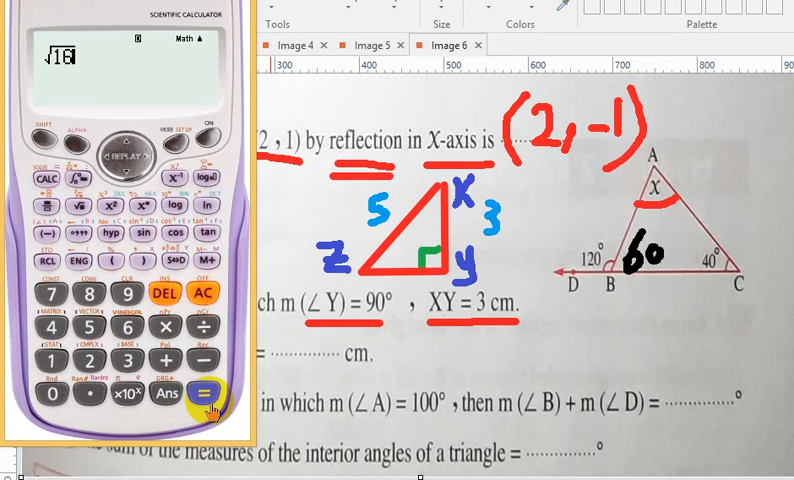 SCIENTIFIC CALCULATOR
Tools
Size
Colors
Palette
Image 4
Image 5
Image 6
300
400
500
600
700
800
D Math ▲
√16
SHIFT
ALPHA
REPLAY
MODE SET UP
ON
CALC
X⁻¹
X²
log
ln
(−)
hyp
sin
cos
tan
RCL
ENG
(
)
S⇔D
M+
7 8 9 DEL AC
4 5 6 × ÷
1 2 3 + −
0 . ×10ˣ Ans =
2 , 1) by reflection in X-axis is (2, -1)
5
X
3
Z
y
A
x
120°
60
40°
D B C
ch m (∠ Y) = 90° , XY = 3 cm.
= .............. cm.
in which m (∠ A) = 100° , then m (∠ B) + m (∠ D) = .............. °
sum of the measures of the interior angles of a triangle = .............. °